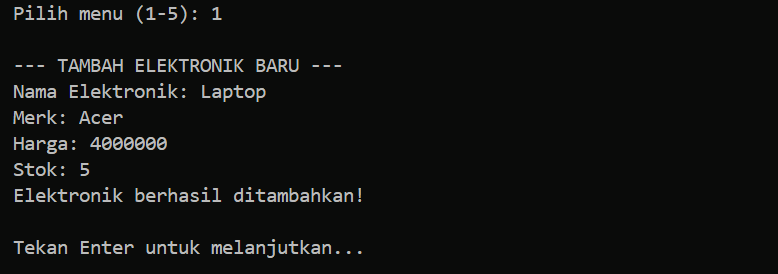 Pilih menu (1-5): 1
--- TAMBAH ELEKTRONIK BARU ---
Nama Elektronik: Laptop
Merk: Acer
Harga: 4000000
Stok: 5
Elektronik berhasil ditambahkan!
Tekan Enter untuk melanjutkan...